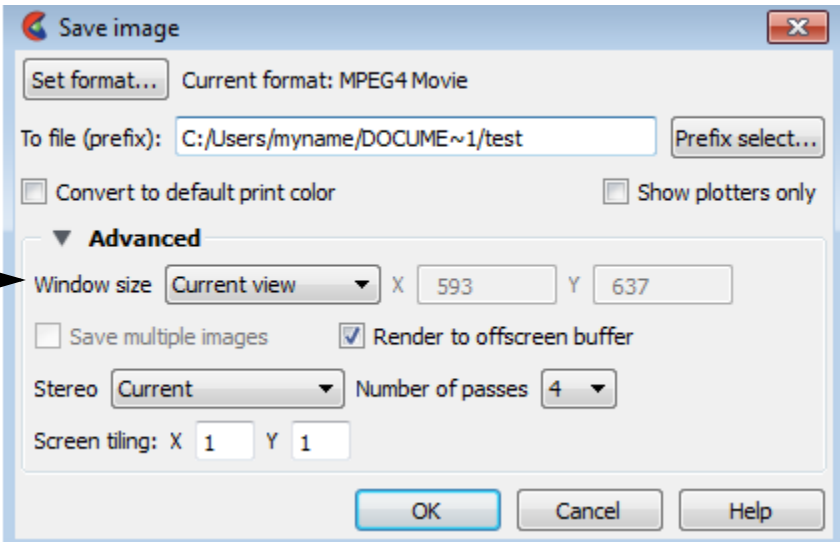 Save image
Set format... Current format: MPEG4 Movie
To file (prefix): C:/Users/myname/DOCUME~1/test Prefix select...
Convert to default print color Show plotters only
Advanced
Window size Current view X 593 Y 637
Save multiple images Render to offscreen buffer
Stereo Current Number of passes 4
Screen tiling: X 1 Y 1
OK Cancel Help